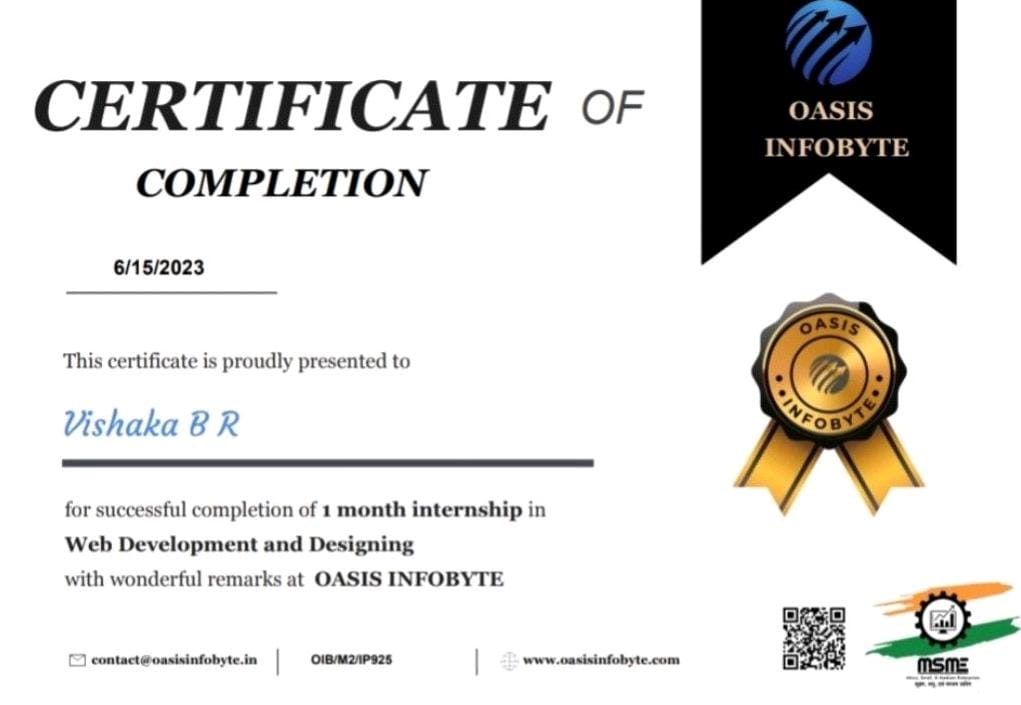 CERTIFICATE OF
COMPLETION
OASIS
INFOBYTE
6/15/2023
OASIS
INFOBYTE
This certificate is proudly presented to
Vishaka B R
for successful completion of 1 month internship in
Web Development and Designing
with wonderful remarks at OASIS INFOBYTE
contact@oasisinfobyte.in
OIB/M2/IP925
www.oasisinfobyte.com
MSME